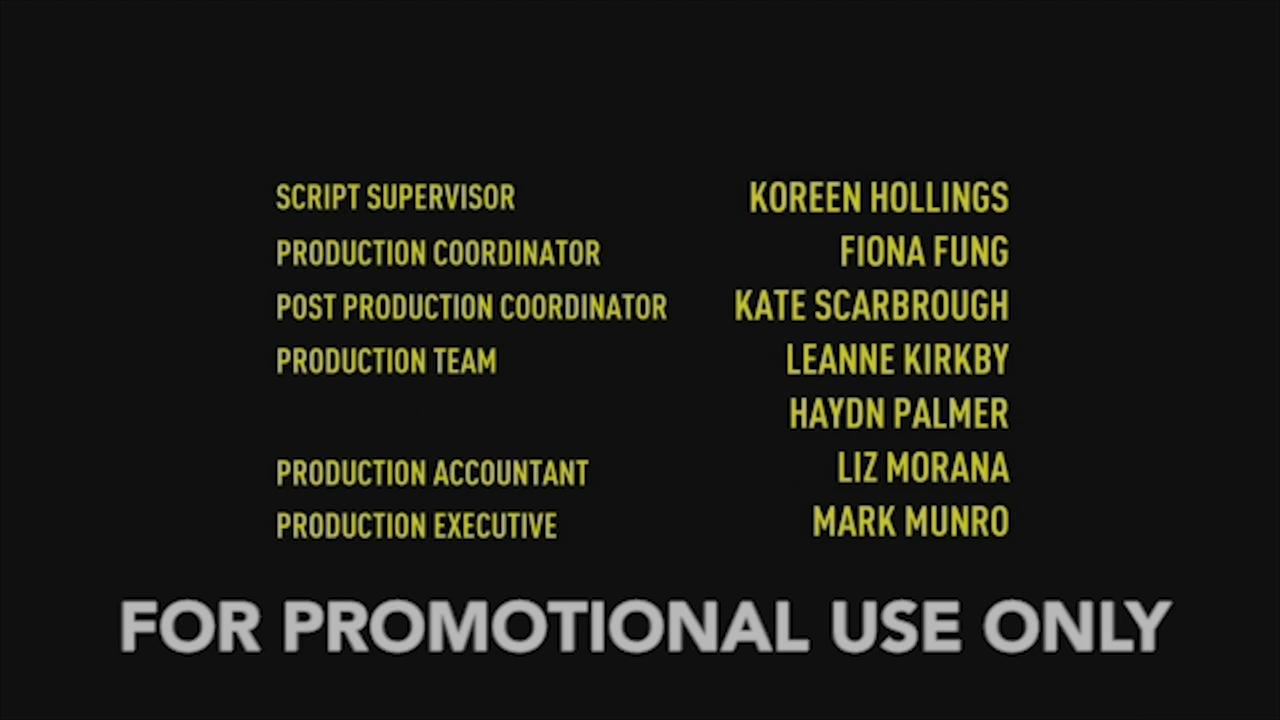 SCRIPT SUPERVISOR KOREEN HOLLINGS
PRODUCTION COORDINATOR FIONA FUNG
POST PRODUCTION COORDINATOR KATE SCARBROUGH
PRODUCTION TEAM LEANNE KIRKBY
HAYDN PALMER
PRODUCTION ACCOUNTANT LIZ MORANA
PRODUCTION EXECUTIVE MARK MUNRO
FOR PROMOTIONAL USE ONLY